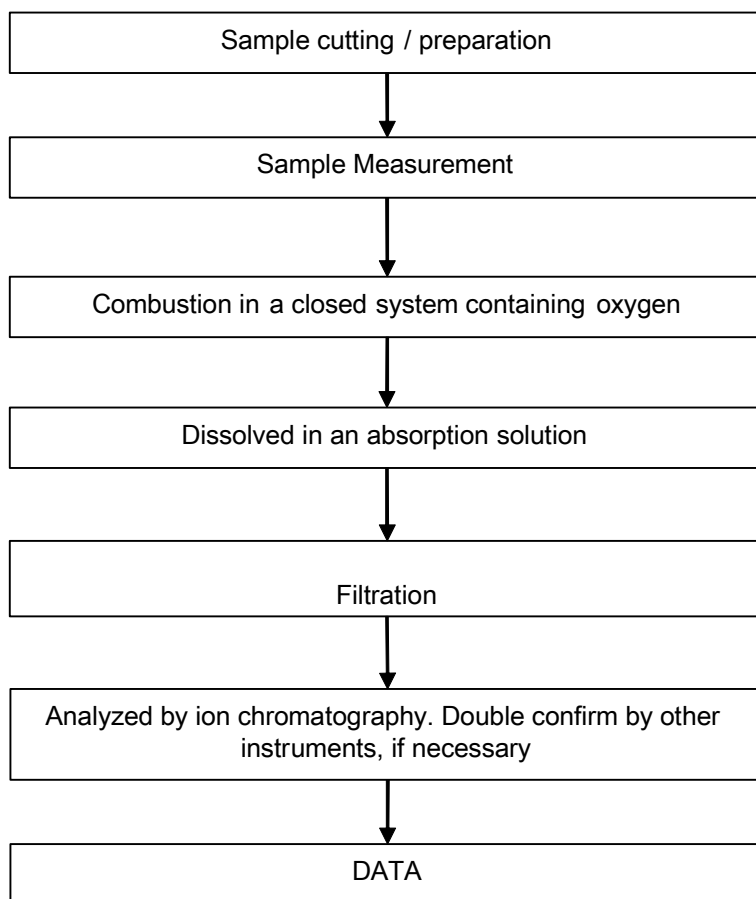 Sample cutting / preparation
Sample Measurement
Combustion in a closed system containing oxygen
Dissolved in an absorption solution
Filtration
Analyzed by ion chromatography. Double confirm by other
instruments, if necessary
DATA